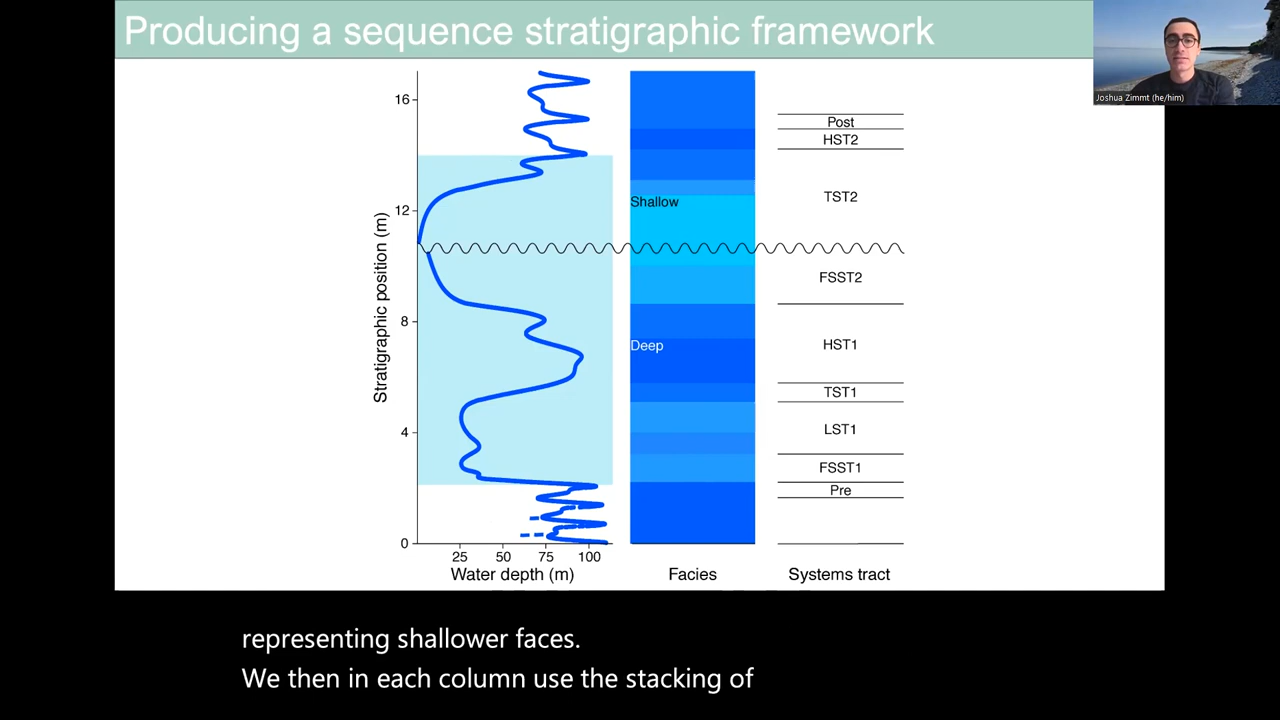 Producing a sequence stratigraphic framework
Joshua Zimmt (he/him)
Stratigraphic position (m)
16
12
8
4
0
25 50 75 100
Water depth (m)
Shallow
Deep
Facies
Post
HST2
TST2
FSST2
HST1
TST1
LST1
FSST1
Pre
Systems tract
representing shallower faces.
We then in each column use the stacking of